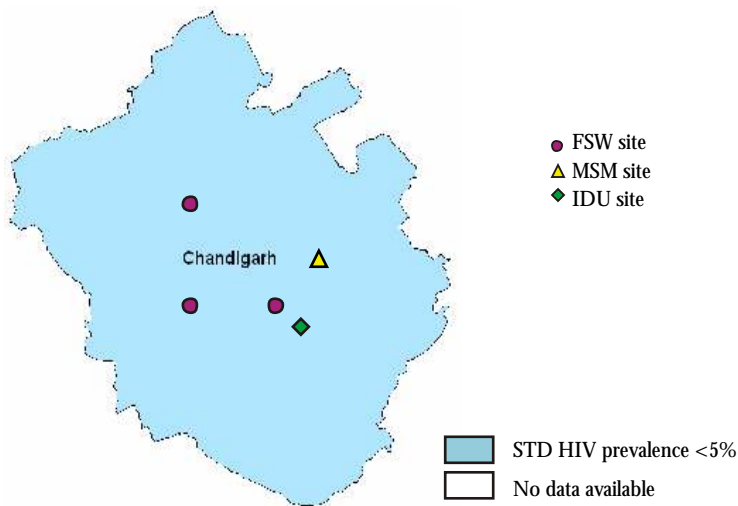 FSW site
MSM site
IDU site
Chandigarh
STD HIV prevalence <5%
No data available